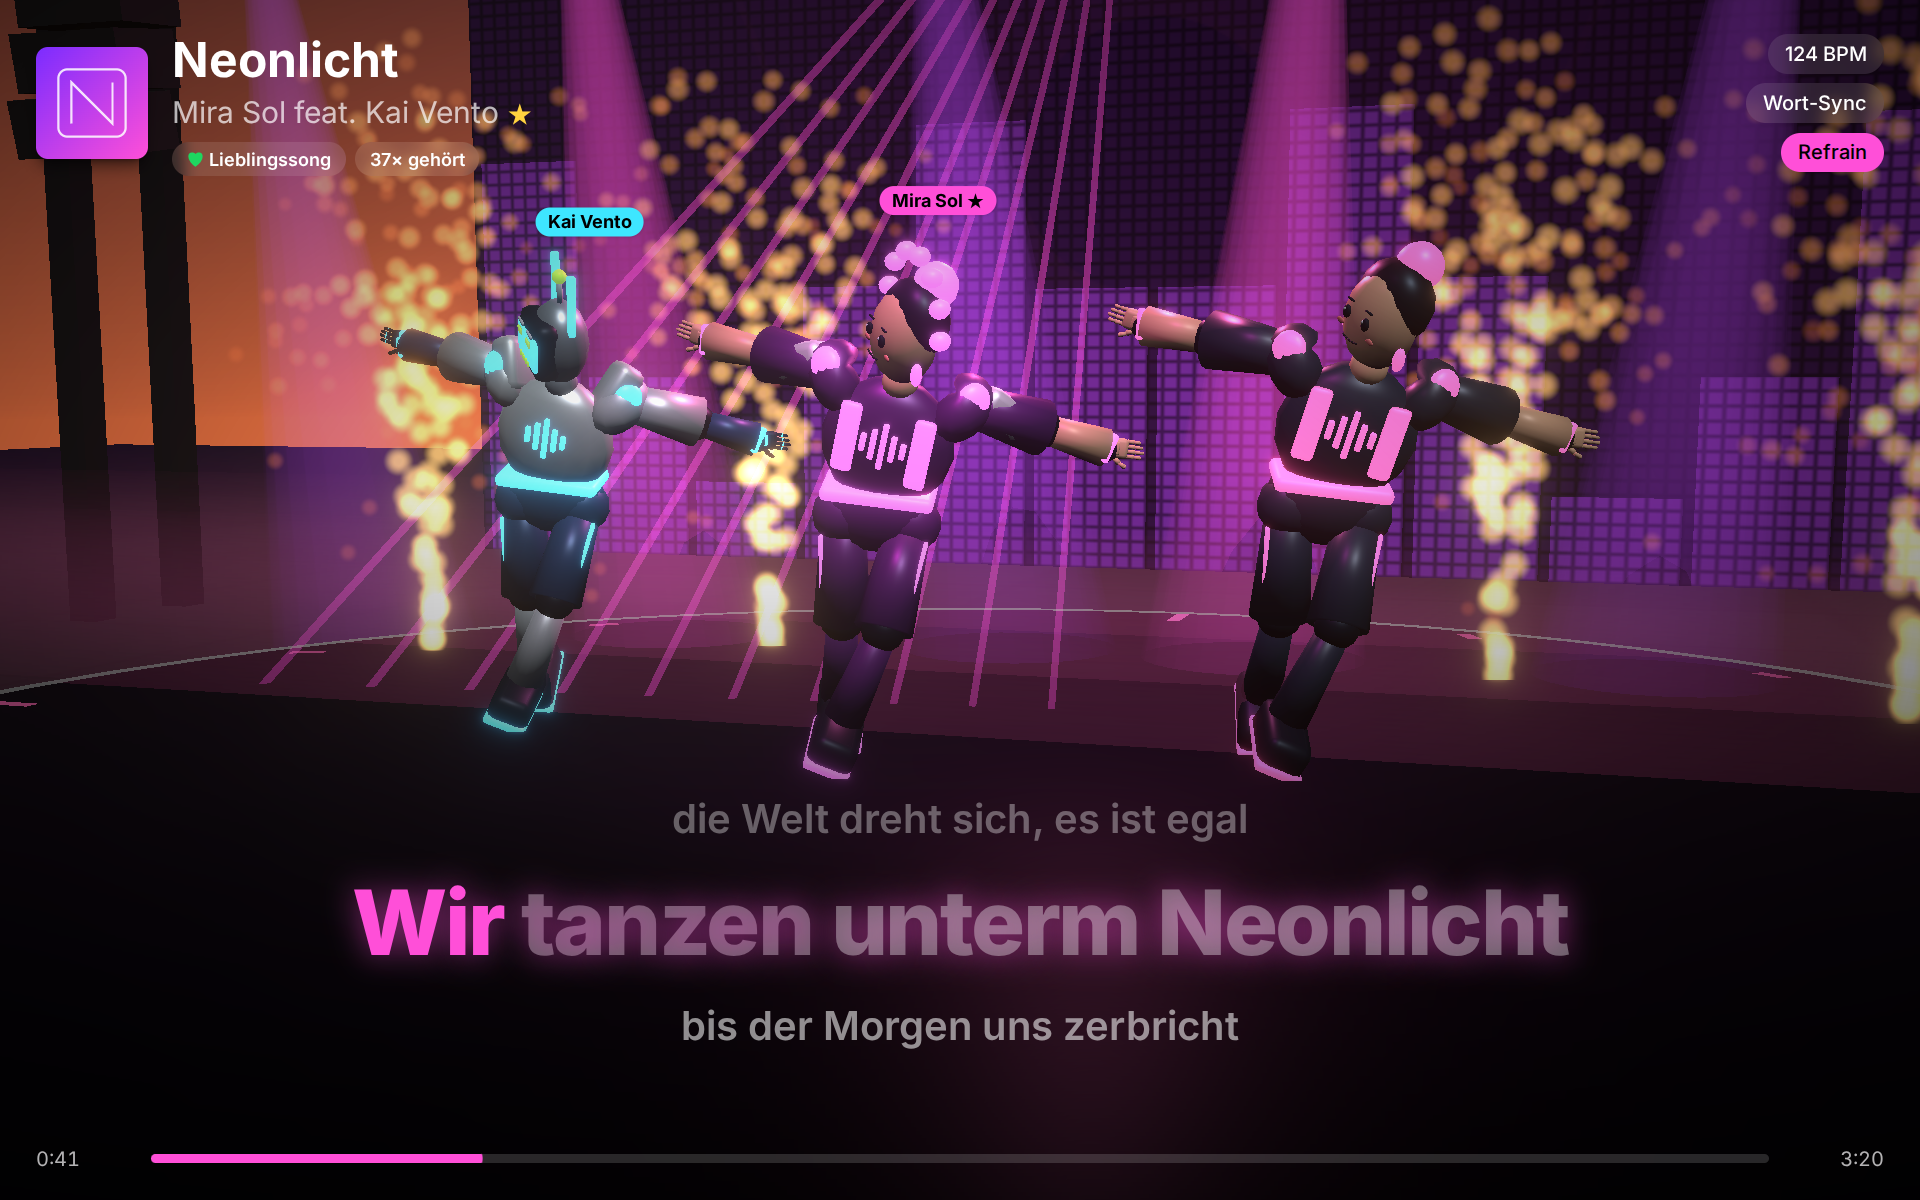 N
Neonlicht
Mira Sol feat. Kai Vento ★
Lieblingssong
37× gehört
124 BPM
Wort-Sync
Refrain
Kai Vento
Mira Sol ★
die Welt dreht sich, es ist egal
Wir tanzen unterm Neonlicht
bis der Morgen uns zerbricht
0:41
3:20